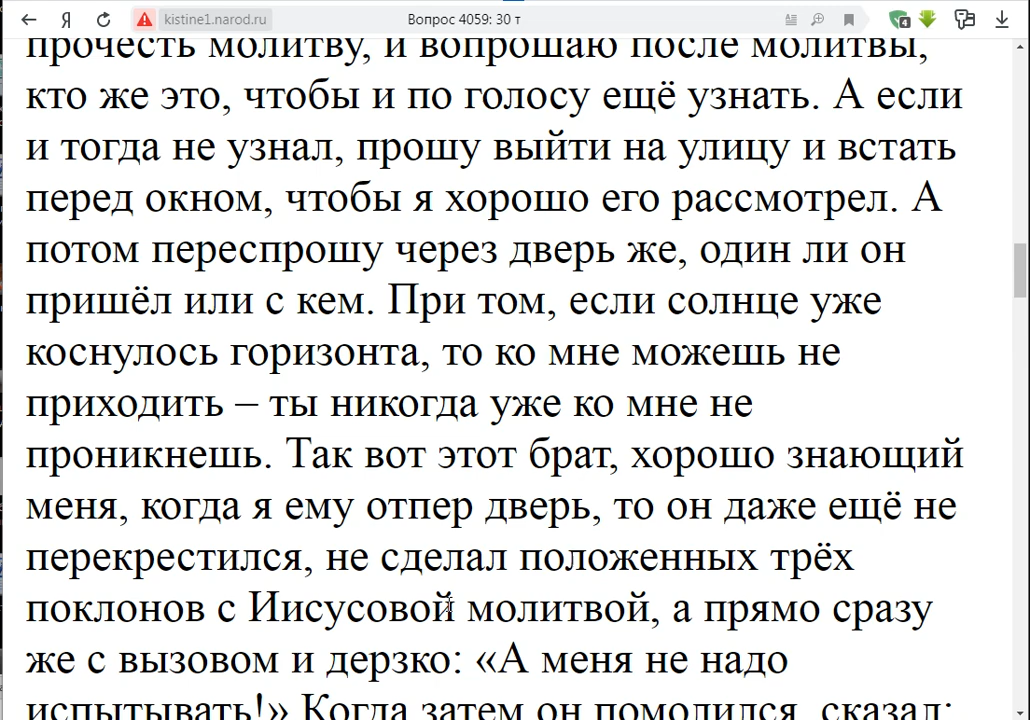 kistine1.narod.ru
Вопрос 4059: 30 т
4
прочесть молитву, и вопрошаю после молитвы,
кто же это, чтобы и по голосу ещё узнать. А если
и тогда не узнал, прошу выйти на улицу и встать
перед окном, чтобы я хорошо его рассмотрел. А
потом переспрошу через дверь же, один ли он
пришёл или с кем. При том, если солнце уже
коснулось горизонта, то ко мне можешь не
приходить – ты никогда уже ко мне не
проникнешь. Так вот этот брат, хорошо знающий
меня, когда я ему отпер дверь, то он даже ещё не
перекрестился, не сделал положенных трёх
поклонов с Иисусовой молитвой, а прямо сразу
же с вызовом и дерзко: «А меня не надо
испытывать!» Когда затем он помолился, сказал: